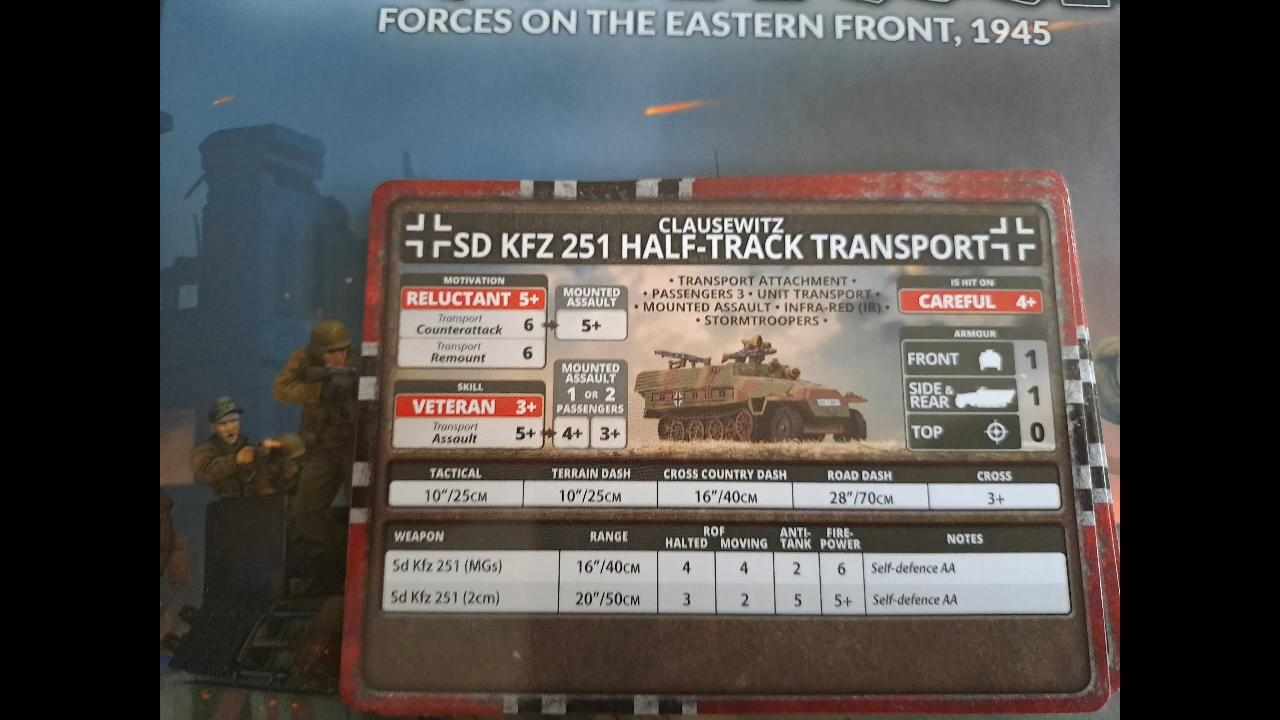 FORCES ON THE EASTERN FRONT, 1945
CLAUSEWITZ
SD KFZ 251 HALF-TRACK TRANSPORT
MOTIVATION
RELUCTANT 5+
Transport
Counterattack 6
Transport
Remount 6
MOUNTED
ASSAULT
5+
SKILL
VETERAN 3+
Transport
Assault 5+
MOUNTED
ASSAULT
1 OR 2
PASSENGERS
4+ 3+
• TRANSPORT ATTACHMENT •
• PASSENGERS 3 • UNIT TRANSPORT •
• MOUNTED ASSAULT • INFRA-RED (IR) •
• STORMTROOPERS •
IS HIT ON
CAREFUL 4+
ARMOUR
FRONT 1
SIDE &
REAR 1
TOP 0
TACTICAL TERRAIN DASH CROSS COUNTRY DASH ROAD DASH CROSS
10"/25CM 10"/25CM 16"/40CM 28"/70CM 3+
WEAPON RANGE ROF HALTED MOVING ANTI-TANK FIRE-POWER NOTES
Sd Kfz 251 (MGs) 16"/40CM 4 4 2 6 Self-defence AA
Sd Kfz 251 (2cm) 20"/50CM 3 2 5 5+ Self-defence AA